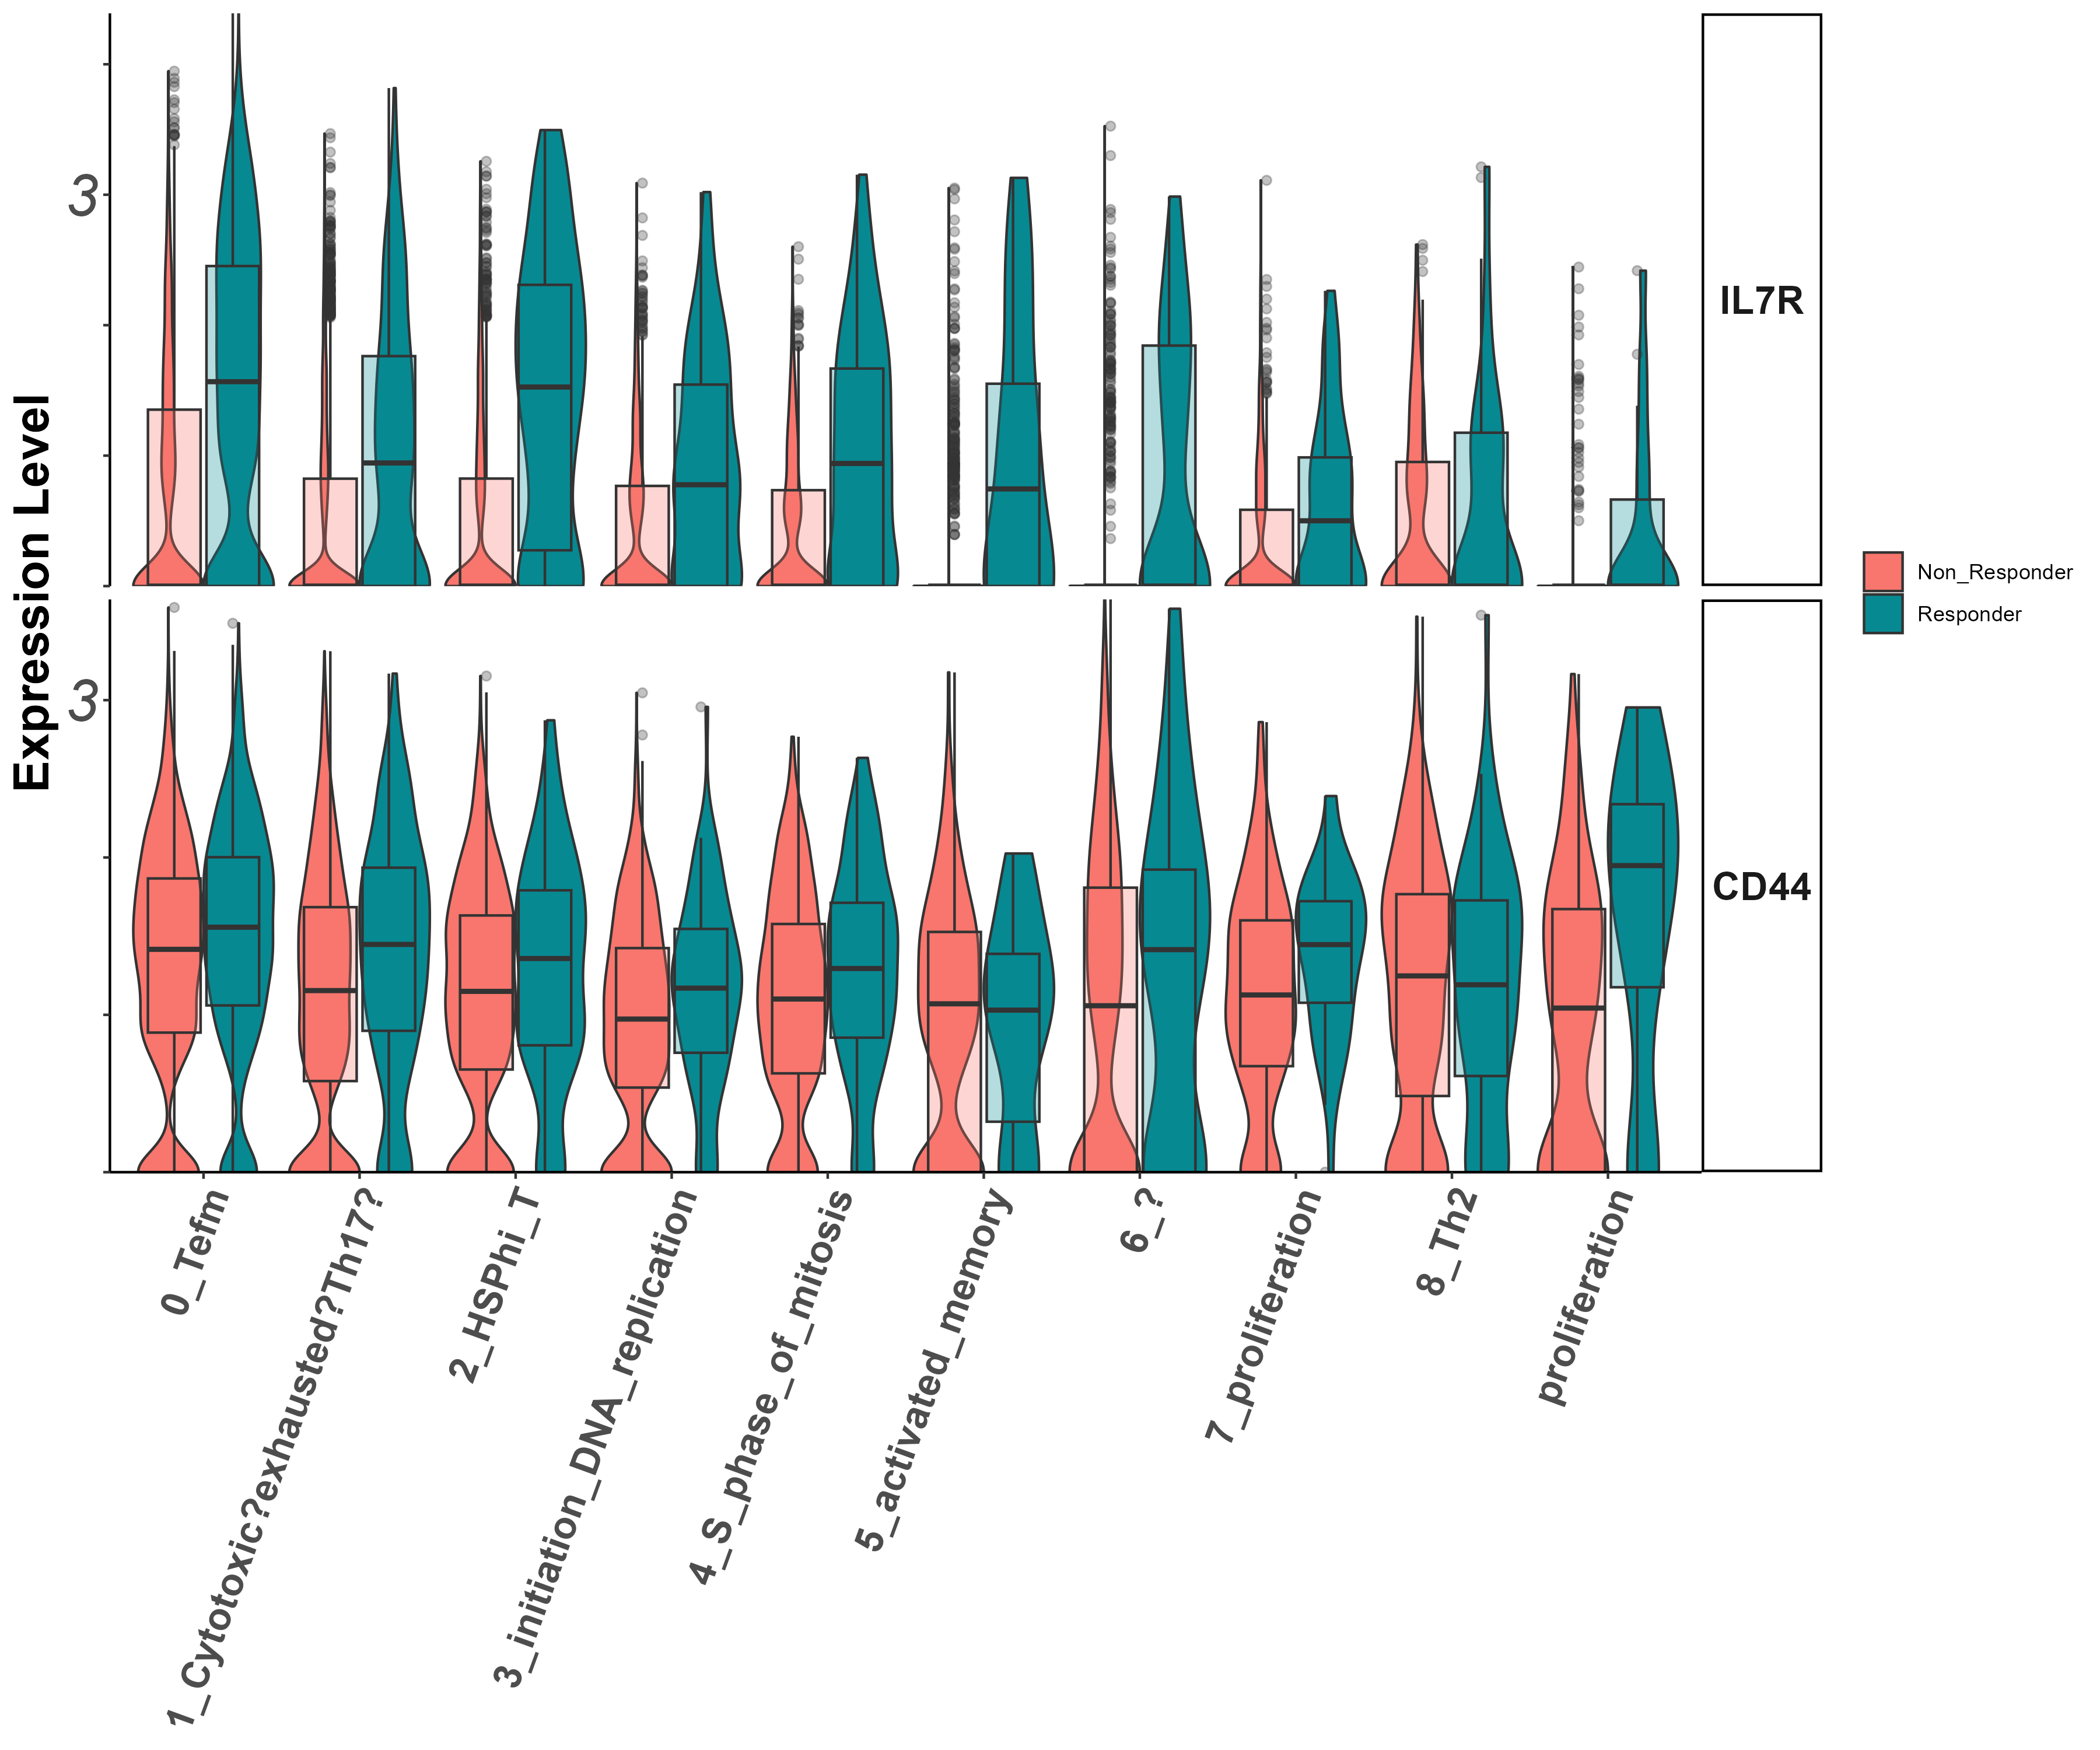 Expression Level
3
IL7R
3
CD44
Non_Responder
Responder
0_Tefm
1_Cytotoxic?exhausted?Th17?
2_HSPhi_T
3_initiation_DNA_replication
4_S_phase_of_mitosis
5_activated_memory
6_?
7_proliferation
8_Th2
proliferation